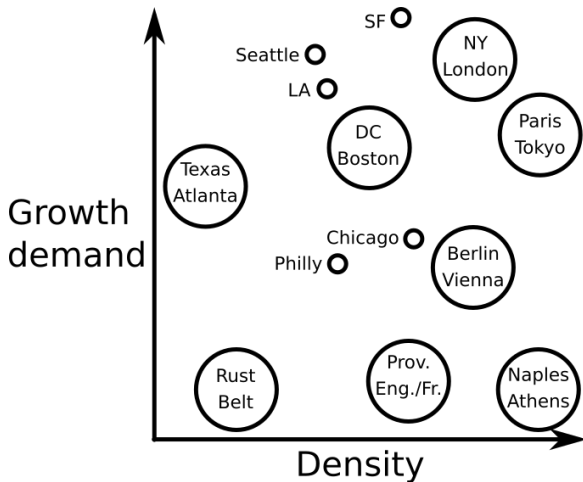 SF
NY
London
Seattle
LA
Paris
Tokyo
DC
Boston
Texas
Atlanta
Growth
demand
Chicago
Philly
Berlin
Vienna
Rust
Belt
Prov.
Eng./Fr.
Naples
Athens
Density